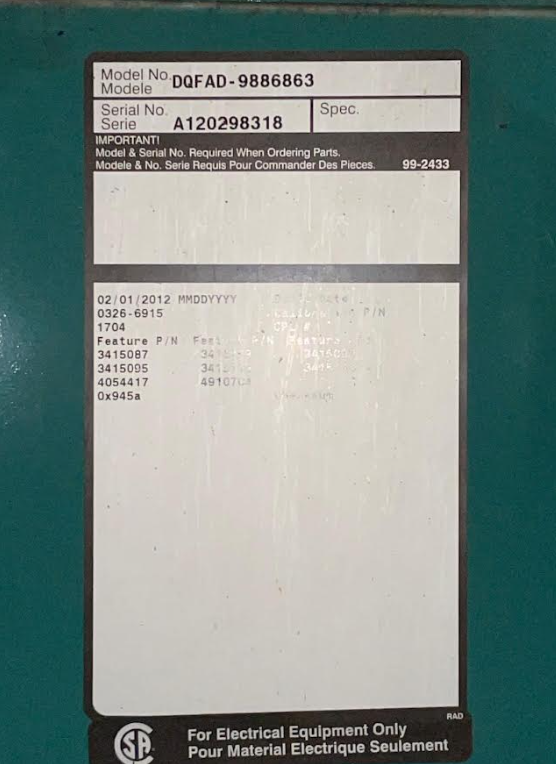 Model No.
Modele DQFAD-9886863
Serial No.
Serie A120298318
Spec.
IMPORTANT!
Model & Serial No. Required When Ordering Parts.
Modele & No. Serie Requis Pour Commander Des Pieces. 99-2433
02/01/2012 MMDDYYYY
0326-6915 P/N
1704
Feature P/N
3415087
3415095
4054417
0x945a
RAD
SA
For Electrical Equipment Only
Pour Material Electrique Seulement